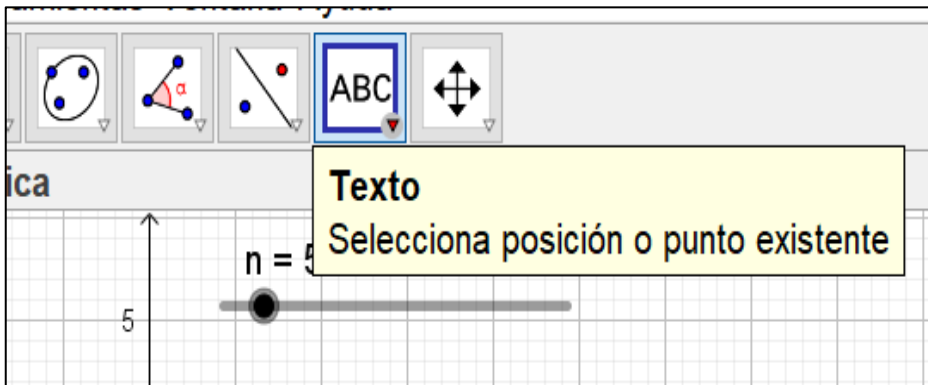 α
ABC
ica
Texto
Selecciona posición o punto existente
n = 5
5